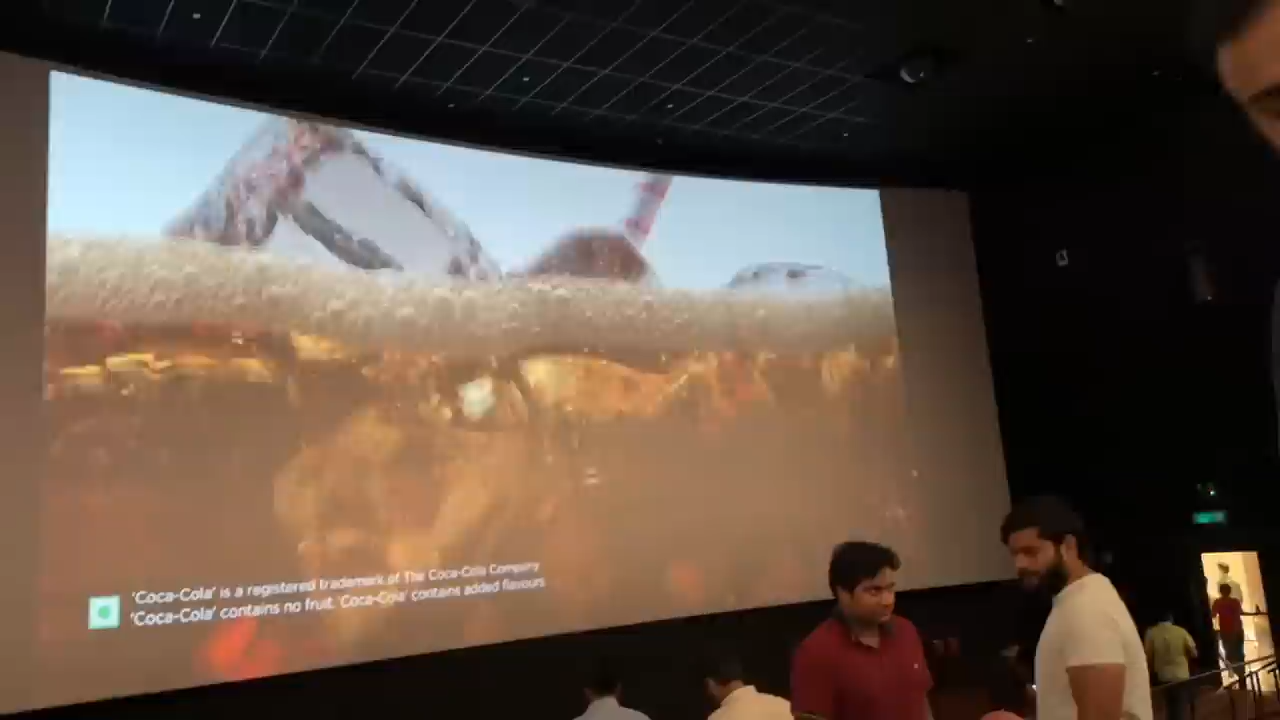 'Coca-Cola' is a registered trademark of The Coca-Cola Company
'Coca-Cola' contains no fruit. 'Coca-Cola' contains added flavours